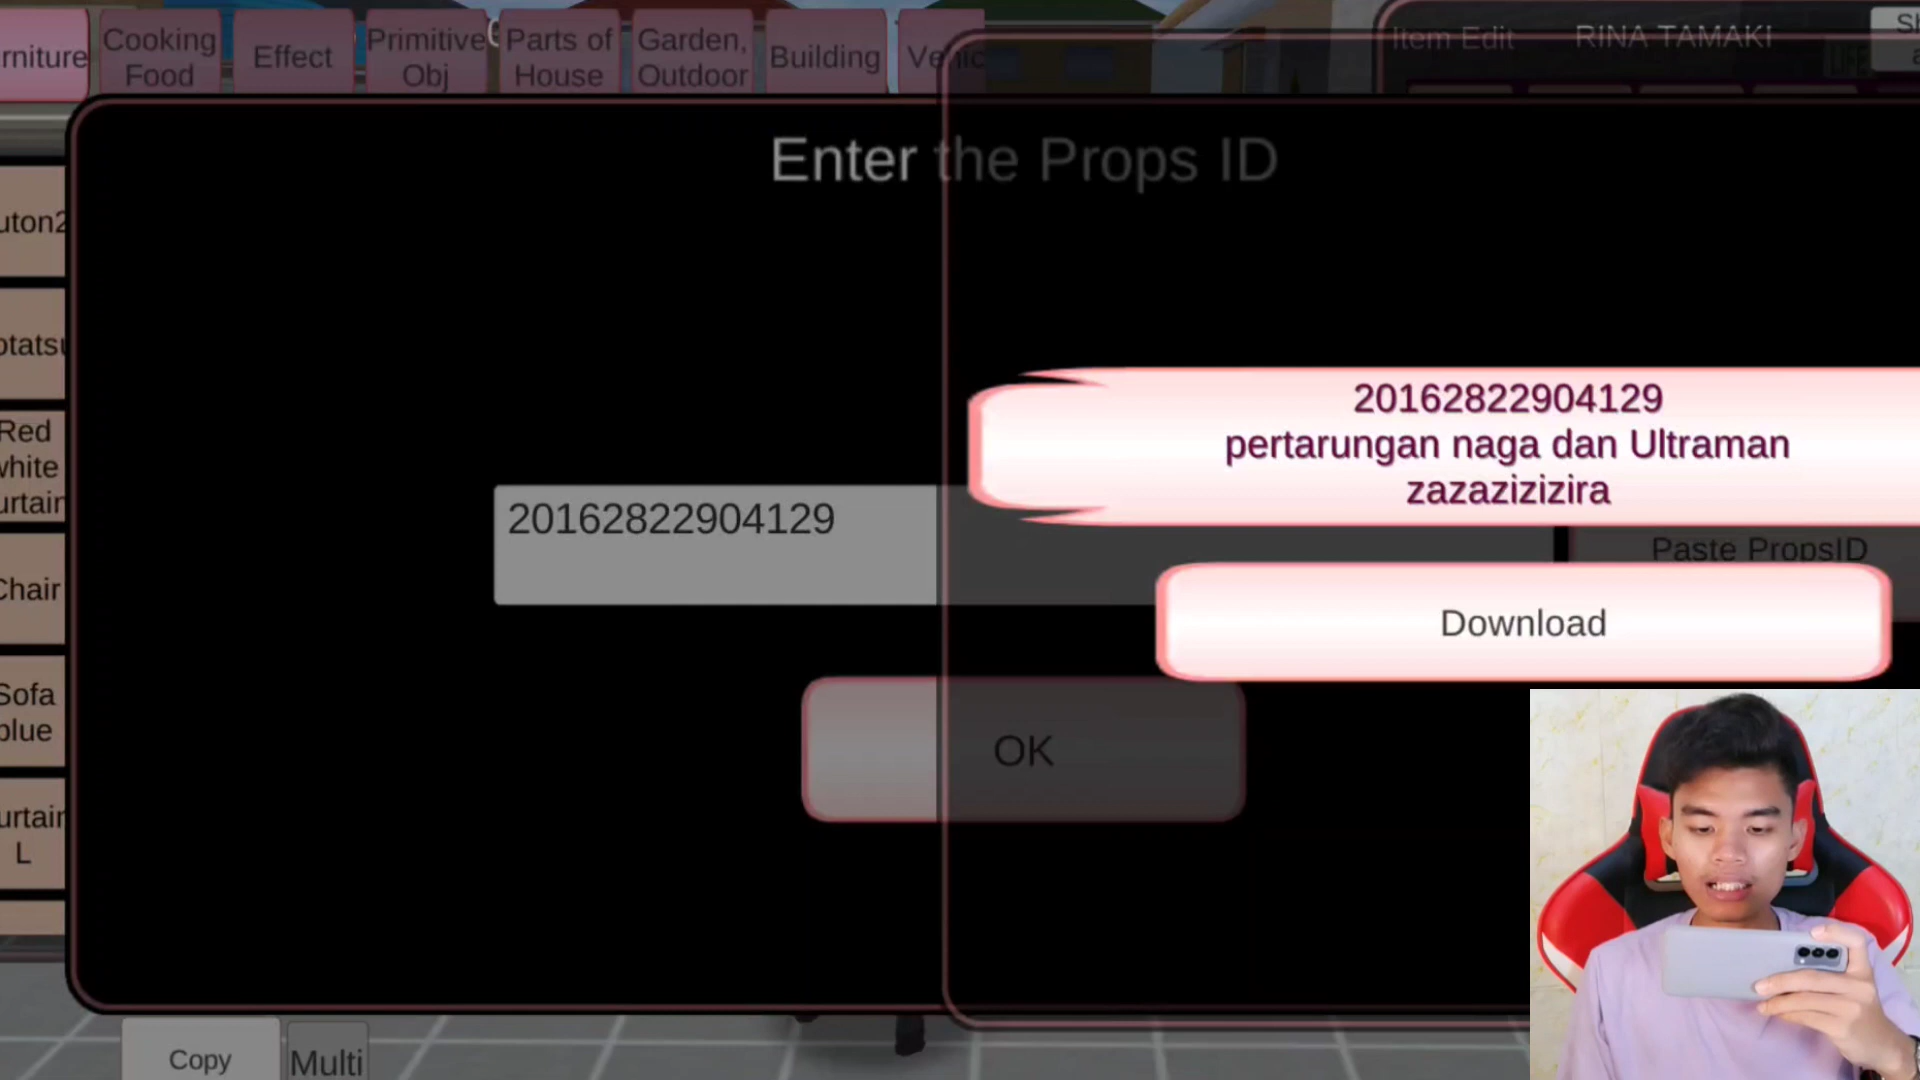 Cooking
Food
Effect
Primitive
Obj
Parts of
House
Garden,
Outdoor
Building
Item Edit
RINA TAMAKI
Enter the Props ID
20162822904129
pertarungan naga dan Ultraman
zazazizizira
20162822904129
Paste PropsID
Download
OK
Red
Chair
Sofa
L
Copy
Multi